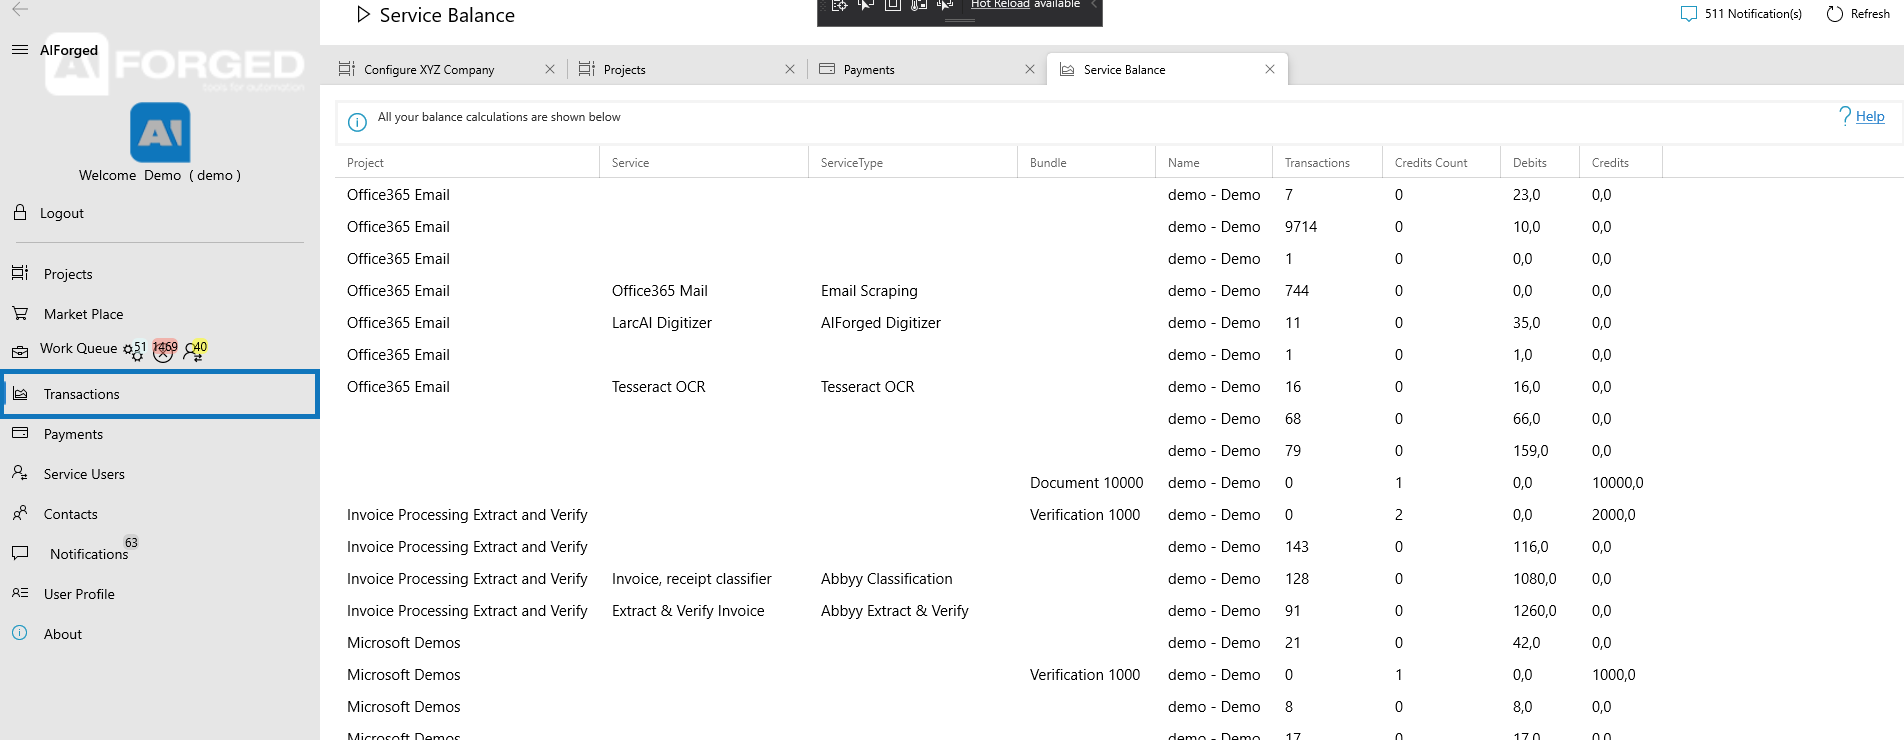 Service Balance
Hot Reload available
511 Notification(s)
Refresh
AIForged
AI FORGED
tools for automation
AI
Welcome Demo ( demo )
Logout
Projects
Market Place
Work Queue 51 1469 40
Transactions
Payments
Service Users
Contacts
Notifications 63
User Profile
About
Configure XYZ Company
Projects
Payments
Service Balance
All your balance calculations are shown below
? Help
Project Service ServiceType Bundle Name Transactions Credits Count Debits Credits
Office365 Email demo - Demo 7 0 23,0 0,0
Office365 Email demo - Demo 9714 0 10,0 0,0
Office365 Email demo - Demo 1 0 0,0 0,0
Office365 Email Office365 Mail Email Scraping demo - Demo 744 0 0,0 0,0
Office365 Email LarcAI Digitizer AIForged Digitizer demo - Demo 11 0 35,0 0,0
Office365 Email demo - Demo 1 0 1,0 0,0
Office365 Email Tesseract OCR Tesseract OCR demo - Demo 16 0 16,0 0,0
demo - Demo 68 0 66,0 0,0
demo - Demo 79 0 159,0 0,0
Document 10000 demo - Demo 0 1 0,0 10000,0
Invoice Processing Extract and Verify Verification 1000 demo - Demo 0 2 0,0 2000,0
Invoice Processing Extract and Verify demo - Demo 143 0 116,0 0,0
Invoice Processing Extract and Verify Invoice, receipt classifier Abbyy Classification demo - Demo 128 0 1080,0 0,0
Invoice Processing Extract and Verify Extract & Verify Invoice Abbyy Extract & Verify demo - Demo 91 0 1260,0 0,0
Microsoft Demos demo - Demo 21 0 42,0 0,0
Microsoft Demos Verification 1000 demo - Demo 0 1 0,0 1000,0
Microsoft Demos demo - Demo 8 0 8,0 0,0
Microsoft Demos demo - Demo 17 0 17,0 0,0